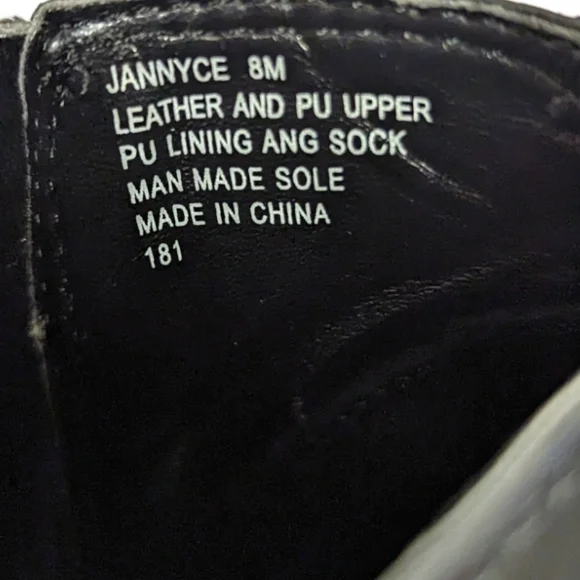 JANNYCE 8M
LEATHER AND PU UPPER
PU LINING ANG SOCK
MAN MADE SOLE
MADE IN CHINA
181